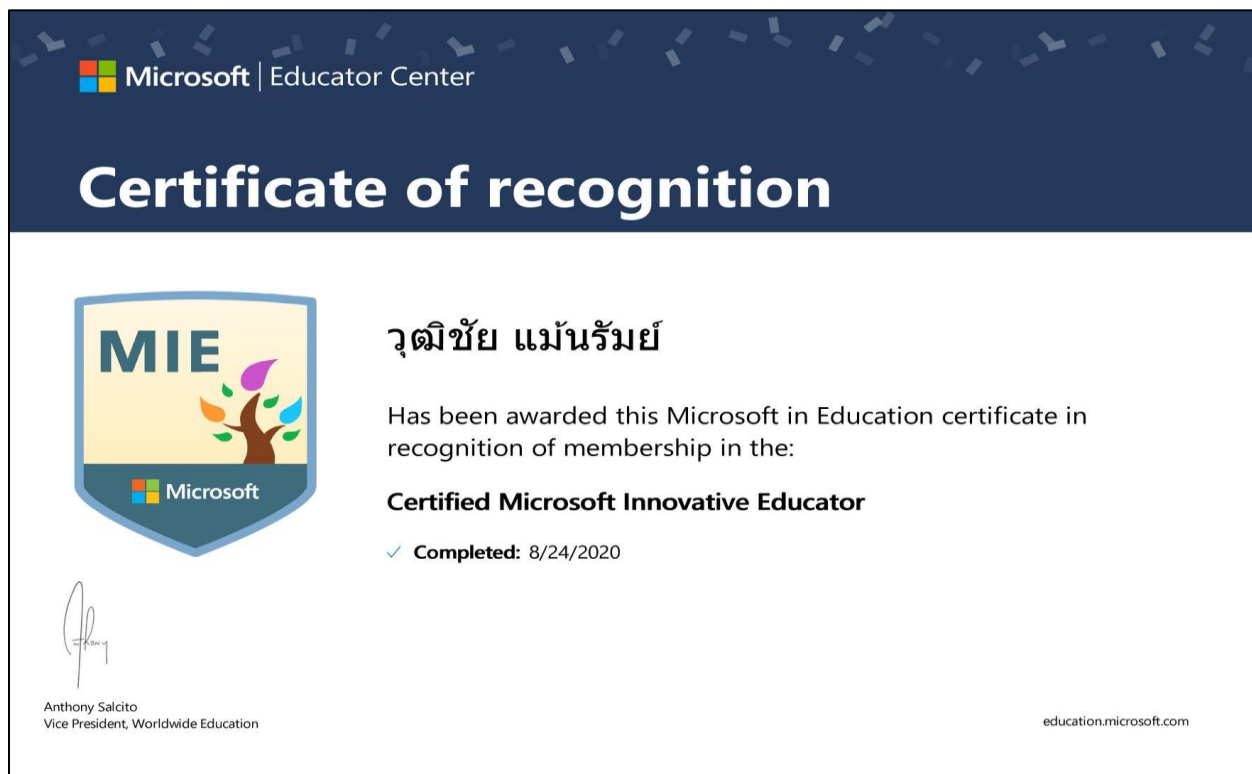 Microsoft | Educator Center
Certificate of recognition
MIE
Microsoft
วุฒิชัย แม้นรัมย์
Has been awarded this Microsoft in Education certificate in
recognition of membership in the:
Certified Microsoft Innovative Educator
✓ Completed: 8/24/2020
Anthony
Anthony Salcito
Vice President, Worldwide Education
education.microsoft.com